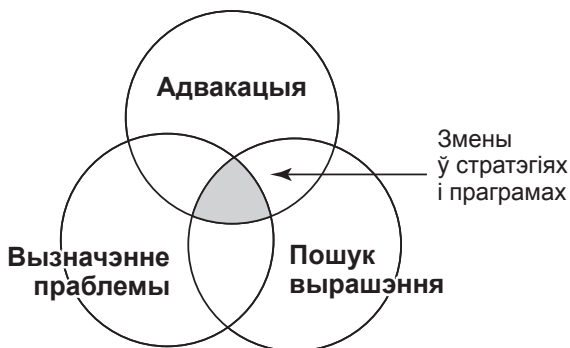 Адвакацыя
Змены
ў стратэгіях
і праграмах
Вызначэнне
праблемы
Пошук
вырашэння